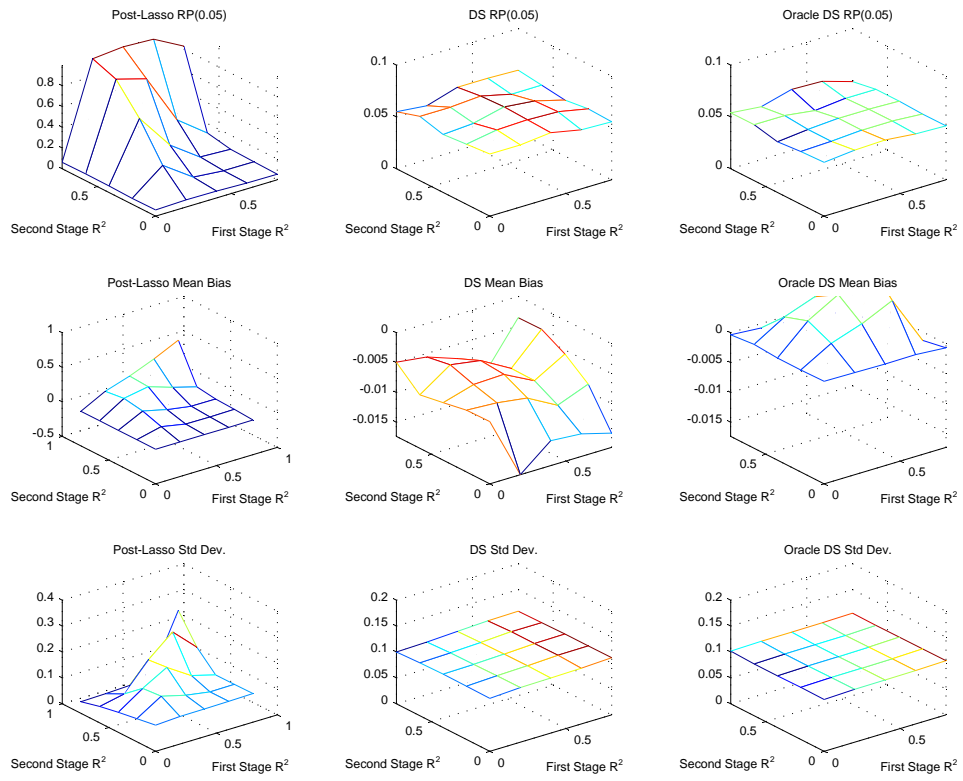 Post-Lasso RP(0.05)
0.8
0.6
0.4
0.2
0
0.5
0
0
0.5
Second Stage R²
First Stage R²
DS RP(0.05)
0.1
0.05
0
0.5
0
0
0.5
Second Stage R²
First Stage R²
Oracle DS RP(0.05)
0.1
0.05
0
0.5
0
0
0.5
Second Stage R²
First Stage R²
Post-Lasso Mean Bias
1
0.5
0
-0.5
1
0.5
0
0
0.5
1
Second Stage R²
First Stage R²
DS Mean Bias
0
-0.005
-0.01
-0.015
0.5
0
0
0.5
Second Stage R²
First Stage R²
Oracle DS Mean Bias
0
-0.005
-0.01
-0.015
0.5
0
0
0.5
Second Stage R²
First Stage R²
Post-Lasso Std Dev.
0.4
0.3
0.2
0.1
0
1
0.5
0
0
0.5
1
Second Stage R²
First Stage R²
DS Std Dev.
0.2
0.15
0.1
0.05
0
0.5
0
0
0.5
Second Stage R²
First Stage R²
Oracle DS Std Dev.
0.2
0.15
0.1
0.05
0
0.5
0
0
0.5
Second Stage R²
First Stage R²